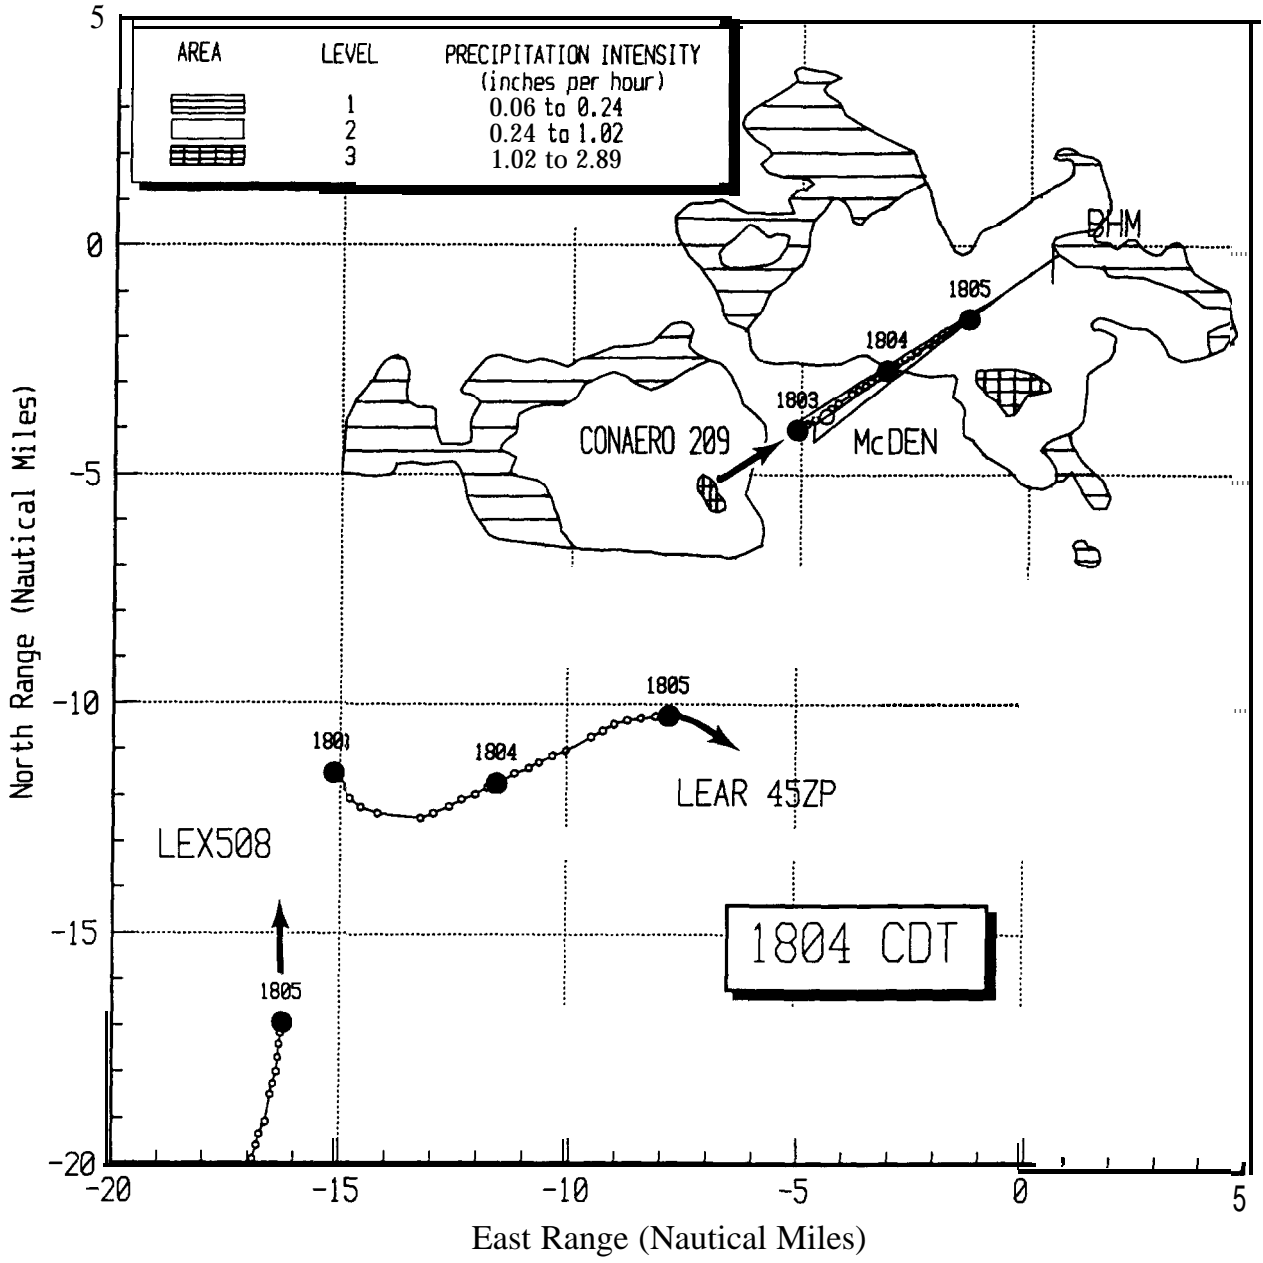 5
AREA LEVEL PRECIPITATION INTENSITY
(inches per hour)
1 0.06 to 0.24
2 0.24 to 1.02
3 1.02 to 2.89
BHM
0
1805
1804
1803
CONAERO 209 McDEN
-5
North Range (Nautical Miles)
1805
-10
1804
LEAR 45ZP
LEX508
1804 CDT
-15
1805
-20
-20 -15 -10 -5 0 5
East Range (Nautical Miles)